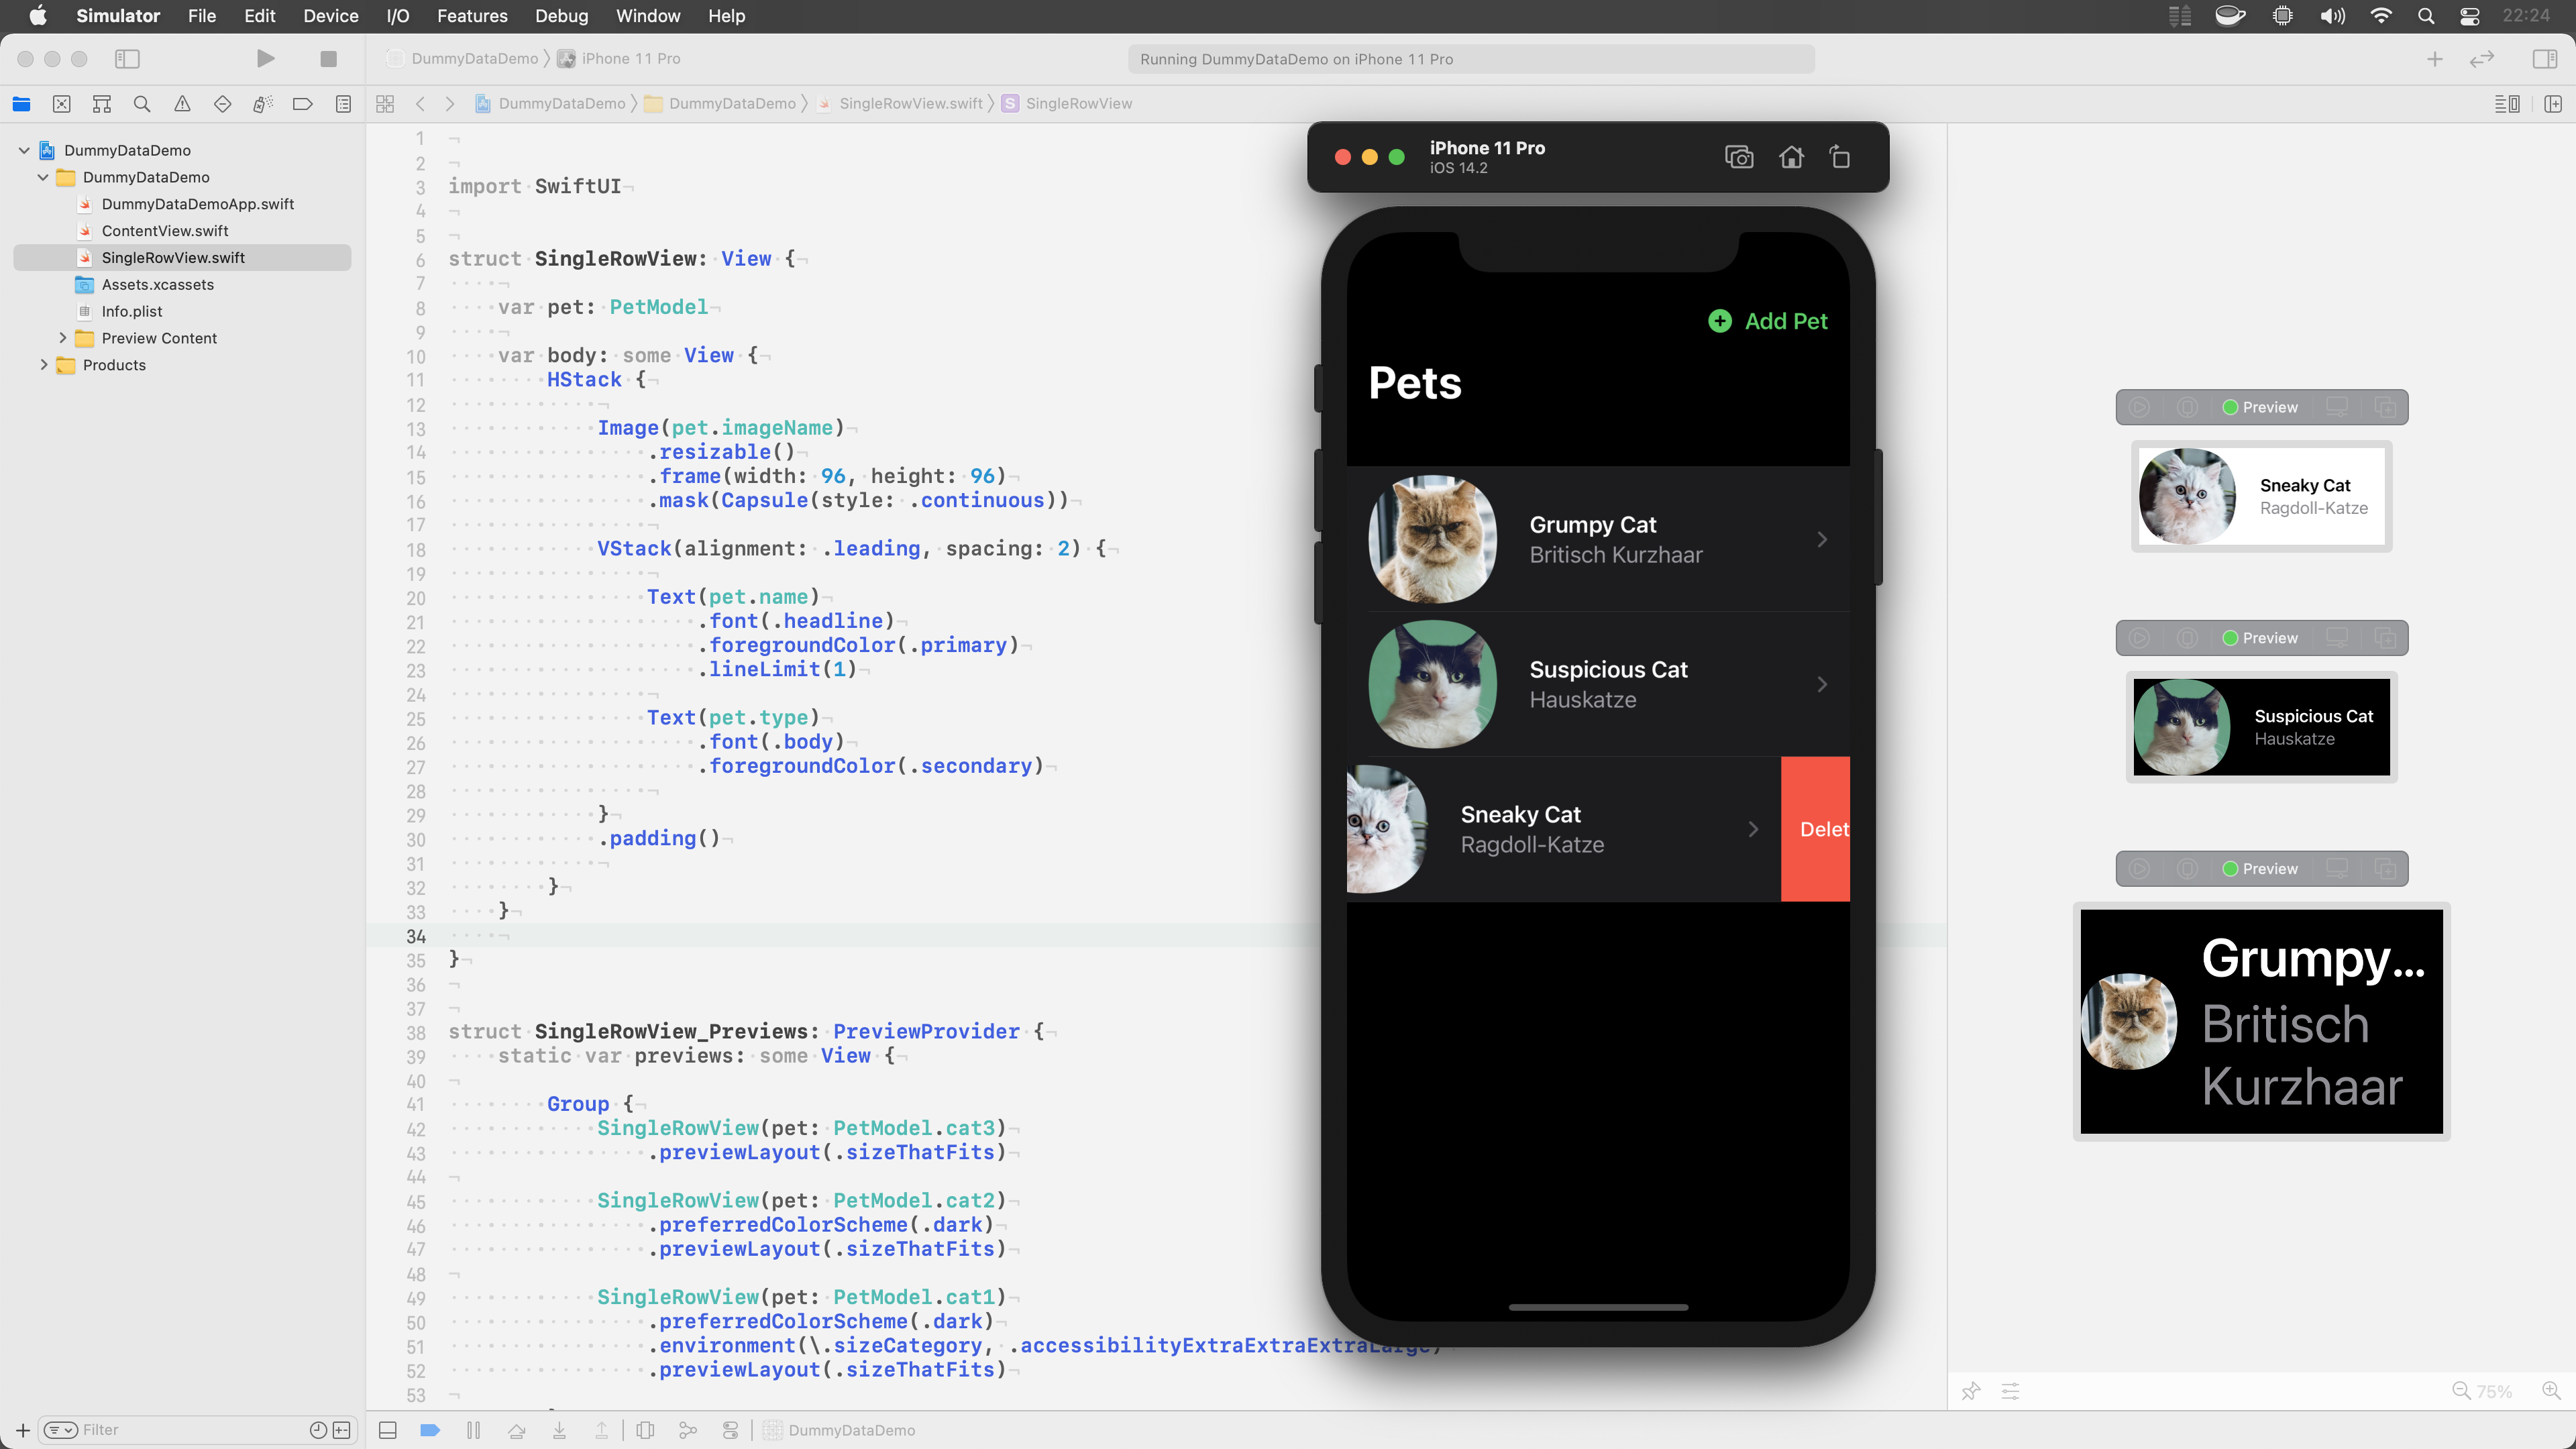 Simulator File Edit Device I/O Features Debug Window Help 22:24
DummyDataDemo iPhone 11 Pro
Running DummyDataDemo on iPhone 11 Pro
DummyDataDemo DummyDataDemo SingleRowView.swift S SingleRowView
DummyDataDemo
DummyDataDemo
DummyDataDemoApp.swift
ContentView.swift
SingleRowView.swift
Assets.xcassets
Info.plist
Preview Content
Products
Filter
1
2
3 import SwiftUI
4
5
6 struct SingleRowView: View {
7
8 var pet: PetModel
9
10 var body: some View {
11 HStack {
12
13 Image(pet.imageName)
14 .resizable()
15 .frame(width: 96, height: 96)
16 .mask(Capsule(style: .continuous))
17
18 VStack(alignment: .leading, spacing: 2) {
19
20 Text(pet.name)
21 .font(.headline)
22 .foregroundColor(.primary)
23 .lineLimit(1)
24
25 Text(pet.type)
26 .font(.body)
27 .foregroundColor(.secondary)
28
29 }
30 .padding()
31
32 }
33 }
34
35 }
36
37
38 struct SingleRowView_Previews: PreviewProvider {
39 static var previews: some View {
40
41 Group {
42 SingleRowView(pet: PetModel.cat3)
43 .previewLayout(.sizeThatFits)
44
45 SingleRowView(pet: PetModel.cat2)
46 .preferredColorScheme(.dark)
47 .previewLayout(.sizeThatFits)
48
49 SingleRowView(pet: PetModel.cat1)
50 .preferredColorScheme(.dark)
51 .environment(\.sizeCategory, .accessibilityExtraExtraExtraLarge)
52 .previewLayout(.sizeThatFits)
53
DummyDataDemo
iPhone 11 Pro
iOS 14.2
Add Pet
Pets
Grumpy Cat
Britisch Kurzhaar
Suspicious Cat
Hauskatze
Sneaky Cat
Ragdoll-Katze
Delet
Preview
Sneaky Cat
Ragdoll-Katze
Preview
Suspicious Cat
Hauskatze
Preview
Grumpy...
Britisch
Kurzhaar
75%